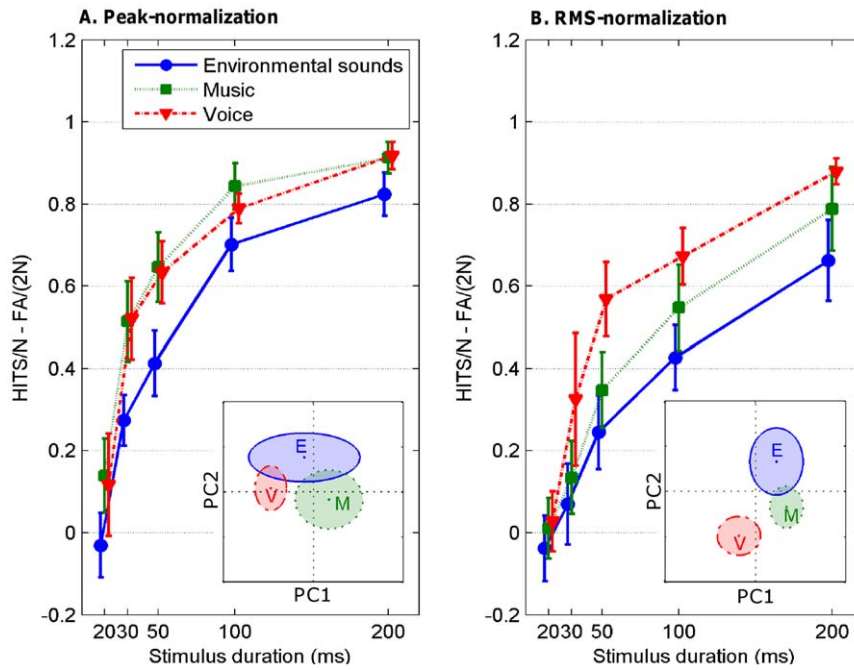 A. Peak-normalization
1.2
1
0.8
0.6
0.4
0.2
0
-0.2
HITS/N - FA/(2N)
Environmental sounds
Music
Voice
E
V
M
PC2
PC1
20 30 50 100 200
Stimulus duration (ms)
B. RMS-normalization
1.2
1
0.8
0.6
0.4
0.2
0
-0.2
HITS/N - FA/(2N)
E
M
V
PC2
PC1
20 30 50 100 200
Stimulus duration (ms)